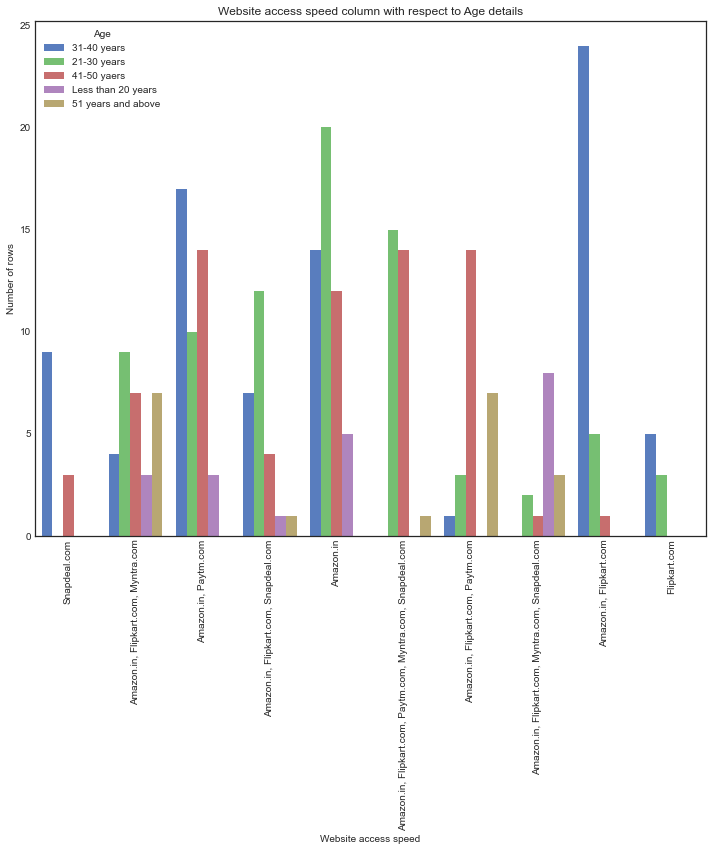 Website access speed column with respect to Age details
Age
31-40 years
21-30 years
41-50 yaers
Less than 20 years
51 years and above
Number of rows
25
20
15
10
5
0
Snapdeal.com
Amazon.in, Flipkart.com, Myntra.com
Amazon.in, Paytm.com
Amazon.in, Flipkart.com, Snapdeal.com
Amazon.in
Amazon.in, Flipkart.com, Paytm.com, Myntra.com, Snapdeal.com
Amazon.in, Flipkart.com, Paytm.com
Amazon.in, Flipkart.com, Myntra.com, Snapdeal.com
Amazon.in, Flipkart.com
Flipkart.com
Website access speed